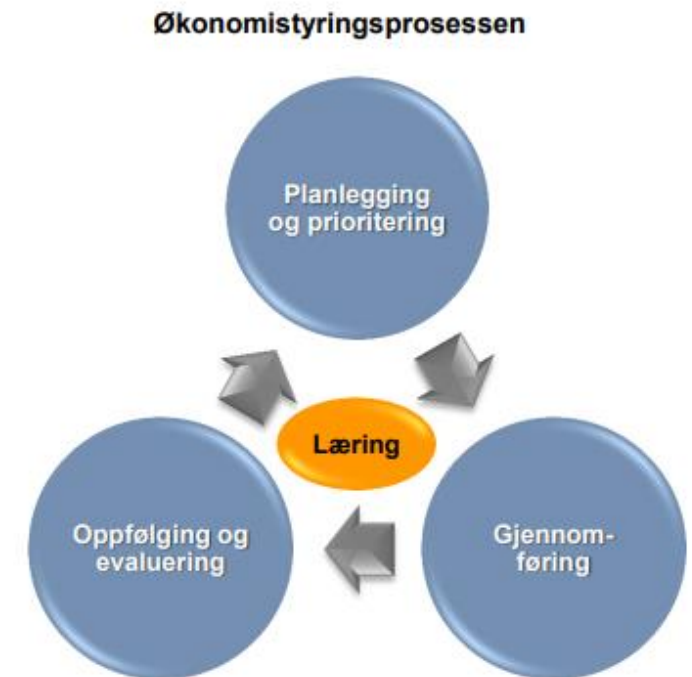 Økonomistyringsprosessen
Planlegging
og prioritering
Læring
Oppfølging og
evaluering
Gjennom-
føring